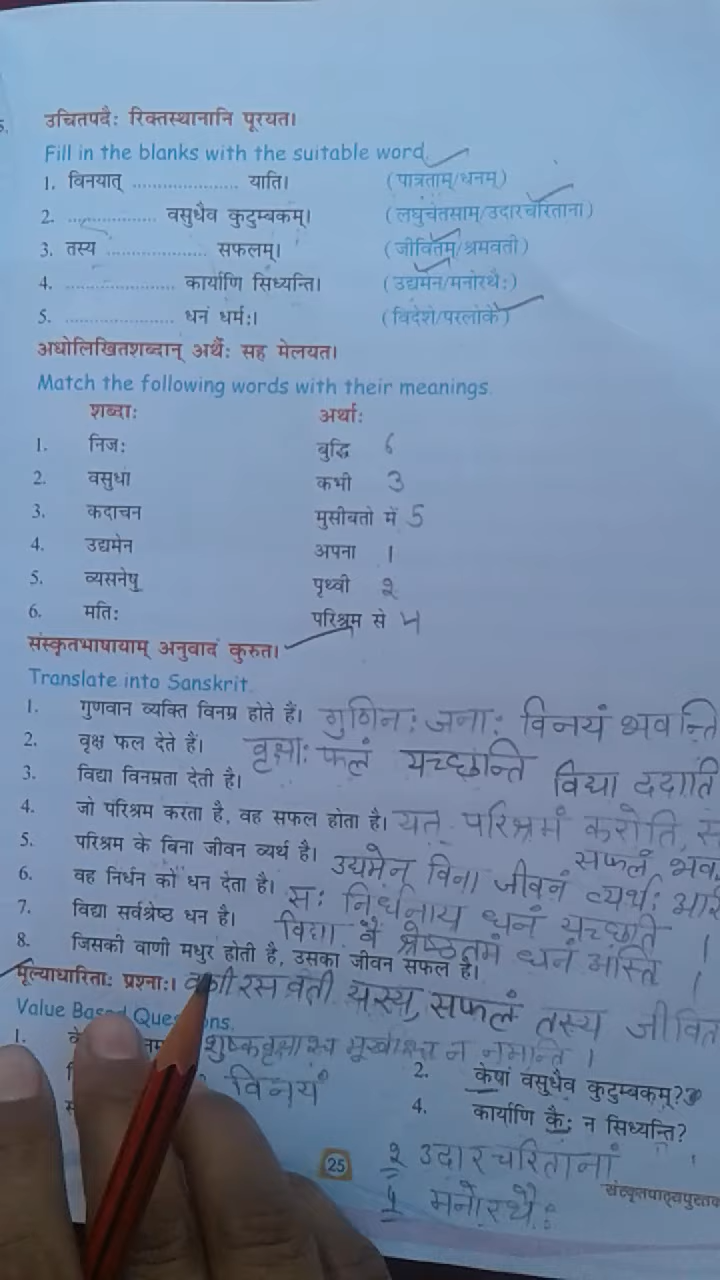 5.
उचितपदैः रिक्तस्थानानि पूरयत।
Fill in the blanks with the suitable word.
1. विनयात् .................... याति। (पात्रताम्/धनम्)
2. ................. वसुधैव कुटुम्बकम्। (लघुचेतसाम्/उदारचरिताना)
3. तस्य .................... सफलम्। (जीवितम्/श्रमवती)
4. ...................... कार्याणि सिध्यन्ति। (उद्यमेन/मनोरथैः)
5. ...................... धनं धर्मः। (विदेशे/परलोके)
अधोलिखितशब्दान् अर्थैः सह मेलयत।
Match the following words with their meanings.
शब्दाः अर्थाः
1. निजः बुद्धि 6
2. वसुधा कभी 3
3. कदाचन मुसीबतो में 5
4. उद्यमेन अपना 1
5. व्यसनेषु पृथ्वी २
6. मतिः परिश्रम से 4
संस्कृतभाषायाम् अनुवादं कुरुत।
Translate into Sanskrit.
1. गुणवान व्यक्ति विनम्र होते हैं। गुणिनः जनाः विनयं भवन्ति
2. वृक्ष फल देते हैं। वृक्षाः फलं यच्छन्ति
3. विद्या विनम्रता देती है। विद्या ददाति
4. जो परिश्रम करता है, वह सफल होता है। यत् परिश्रमं करोति, स
सफलं भव
5. परिश्रम के बिना जीवन व्यर्थ है। उद्यमेन विना जीवनं व्यर्थः
6. वह निर्धन को धन देता है। सः निर्धनाय धनं यच्छति
7. विद्या सर्वश्रेष्ठ धन है। विद्या वै श्रेष्ठतमं धनं अस्ति ।
8. जिसकी वाणी मधुर होती है, उसका जीवन सफल है।
रसवती यस्य, सफलं तस्य जीवित
मूल्याधारिताः प्रश्नाः।
Value Based Questions.
1. न नमन्ति ।
2. केषां वसुधैव कुटुम्बकम्?
विनयं
4. कार्याणि कैः न सिध्यन्ति?
25
२ उदारचरितानां
4 मनोरथैः
संस्कृतपाठ्यपुस्तक